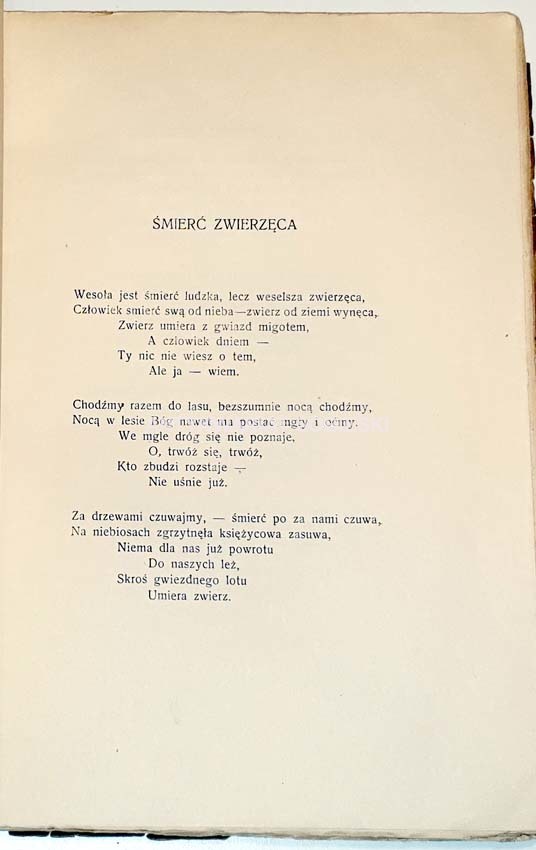 ŚMIERĆ ZWIERZĘCA
Wesoła jest śmierć ludzka, lecz weselsza zwierzęca,
Człowiek śmierć swą od nieba—zwierz od ziemi wynęca,
Zwierz umiera z gwiazd migotem,
A człowiek dniem —
Ty nic nie wiesz o tem,
Ale ja — wiem.
Chodźmy razem do lasu, bezszumnie nocą chodźmy,
Nocą w lesie Bóg nawet ma postać mgły i oćmy.
We mgle dróg się nie poznaje,
O, trwóż się, trwóż,
Kto zbudzi rozstaje —
Nie uśnie już.
Za drzewami czuwajmy, — śmierć po za nami czuwa,
Na niebiosach zgrzytnęła księżycowa zasuwa,
Niema dla nas już powrotu
Do naszych leż,
Skroś gwiezdnego lotu
Umiera zwierz.